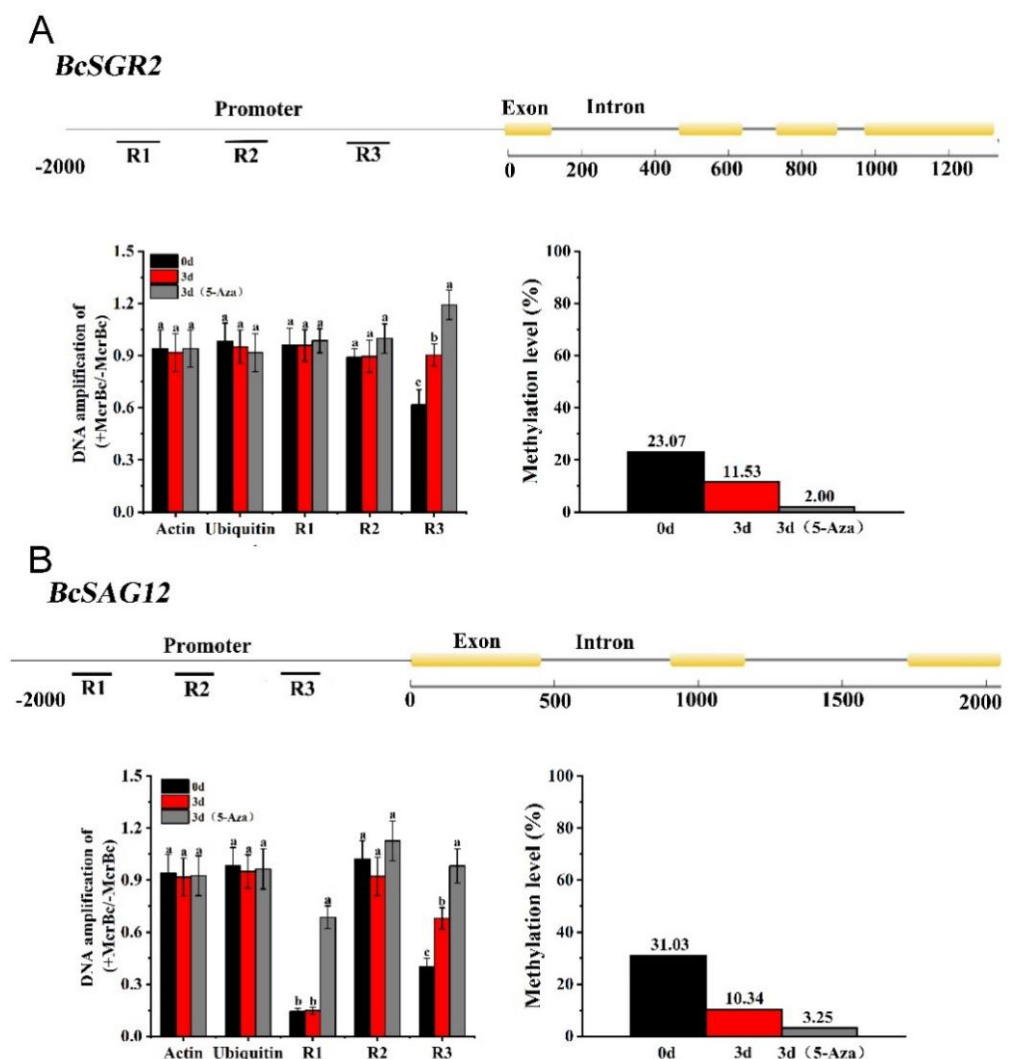 A
BcSGR2
Promoter Exon Intron
R1 R2 R3
-2000 0 200 400 600 800 1000 1200
DNA amplification of
(+McrBc/-McrBc)
1.5
1.2
0.9
0.6
0.3
0.0
0d
3d
3d（5-Aza）
a a a a a a a a a a a a c b a
Actin Ubiquitin R1 R2 R3
Methylation level (%)
100
80
60
40
20
0
23.07
11.53
2.00
0d 3d 3d（5-Aza）
B
BcSAG12
Promoter Exon Intron
R1 R2 R3
-2000 0 500 1000 1500 2000
DNA amplification of
(+McrBc/-McrBc)
1.5
1.2
0.9
0.6
0.3
0.0
0d
3d
3d（5-Aza）
a a a a a a b b a a a a c b a
Actin Ubiquitin R1 R2 R3
Methylation level (%)
100
80
60
40
20
0
31.03
10.34
3.25
0d 3d 3d（5-Aza）